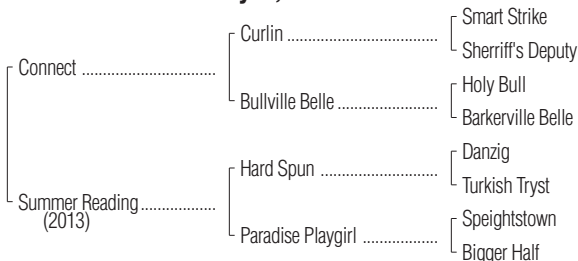 Smart Strike
Curlin
Sherriff's Deputy
Connect
Holy Bull
Bullville Belle
Barkerville Belle
Danzig
Hard Spun
Turkish Tryst
Summer Reading
(2013)
Speightstown
Paradise Playgirl
Bigger Half